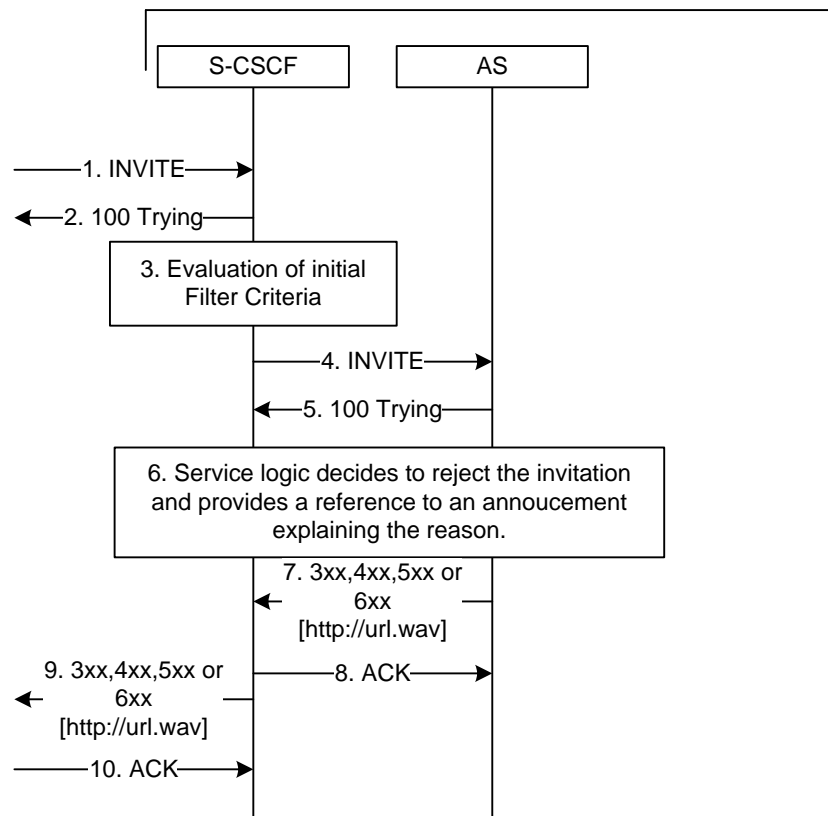 S-CSCF
AS
1. INVITE
2. 100 Trying
3. Evaluation of initial
Filter Criteria
4. INVITE
5. 100 Trying
6. Service logic decides to reject the invitation
and provides a reference to an annoucement
explaining the reason.
7. 3xx,4xx,5xx or
6xx
[http://url.wav]
8. ACK
9. 3xx,4xx,5xx or
6xx
[http://url.wav]
10. ACK